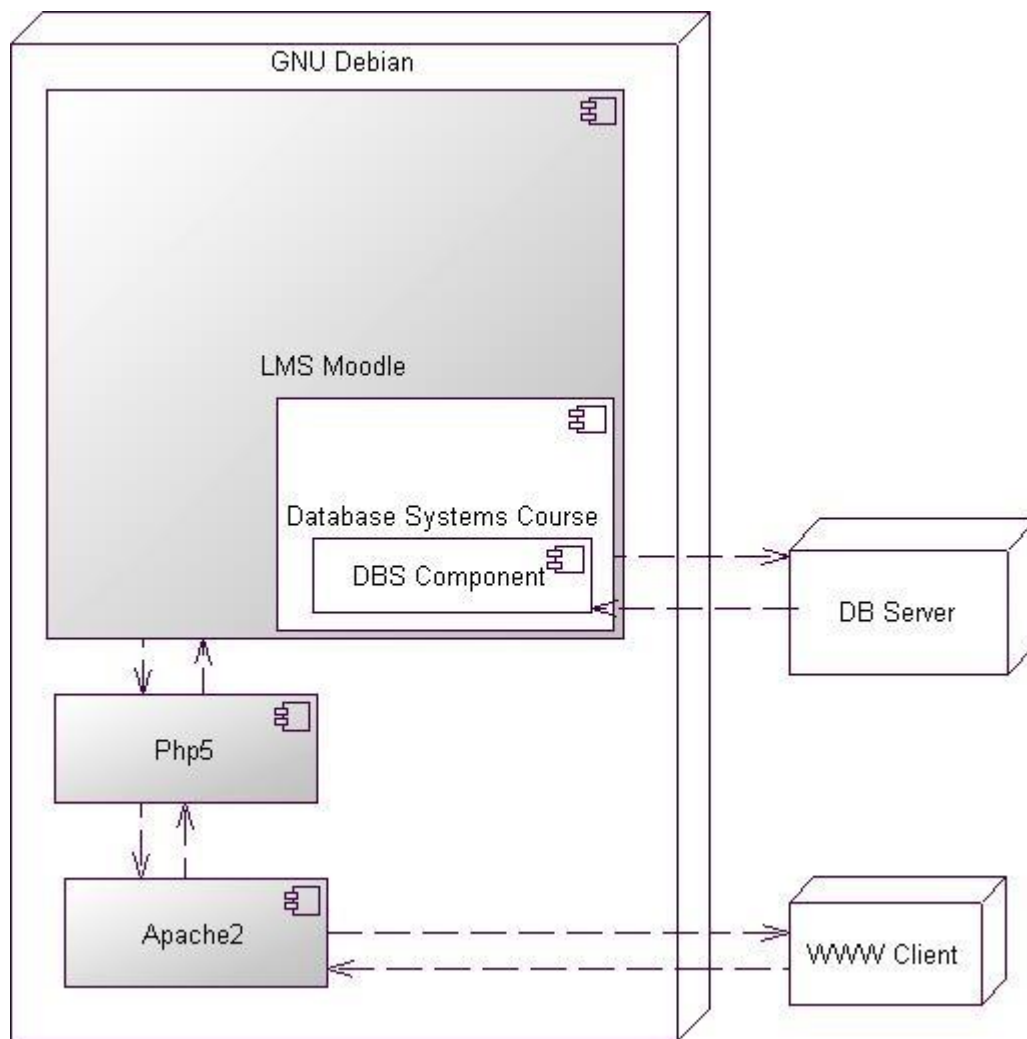 GNU Debian
LMS Moodle
Database Systems Course
DBS Component
DB Server
Php5
Apache2
WWW Client